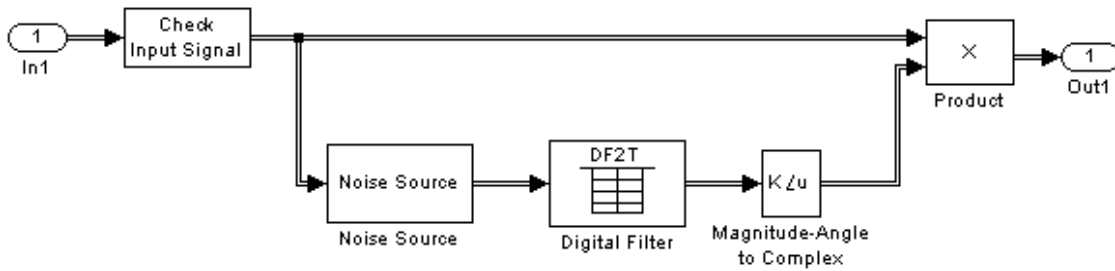 1
In1
Check
Input Signal
×
Product
1
Out1
Noise Source
Noise Source
DF2T
Digital Filter
K∠u
Magnitude-Angle
to Complex